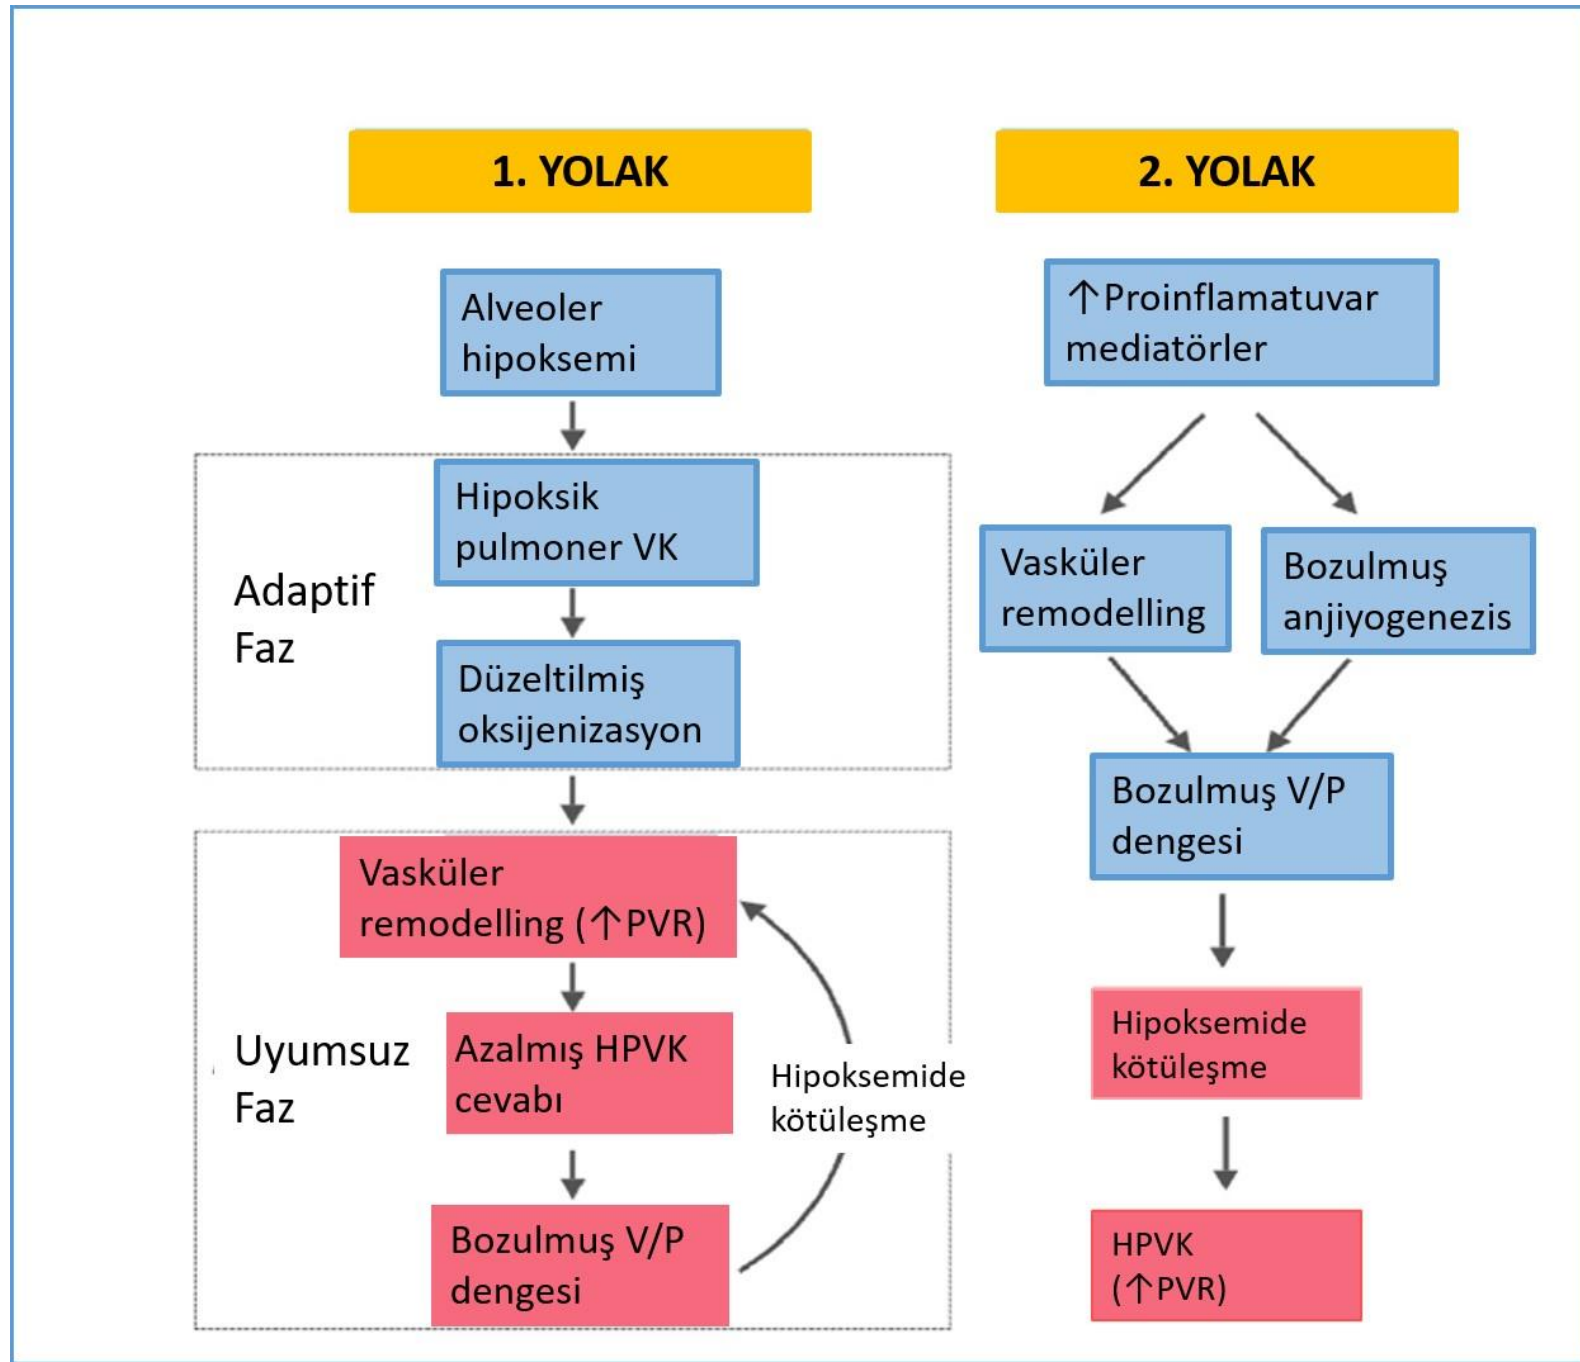 1. YOLAK
Alveoler
hipoksemi
Adaptif
Faz
Hipoksik
pulmoner VK
Düzeltilmiş
oksijenizasyon
Uyumsuz
Faz
Vasküler
remodelling (↑PVR)
Azalmış HPVK
cevabı
Bozulmuş V/P
dengesi
Hipoksemide
kötüleşme
2. YOLAK
↑Proinflamatuvar
mediatörler
Vasküler
remodelling
Bozulmuş
anjiyogenezis
Bozulmuş V/P
dengesi
Hipoksemide
kötüleşme
HPVK
(↑PVR)